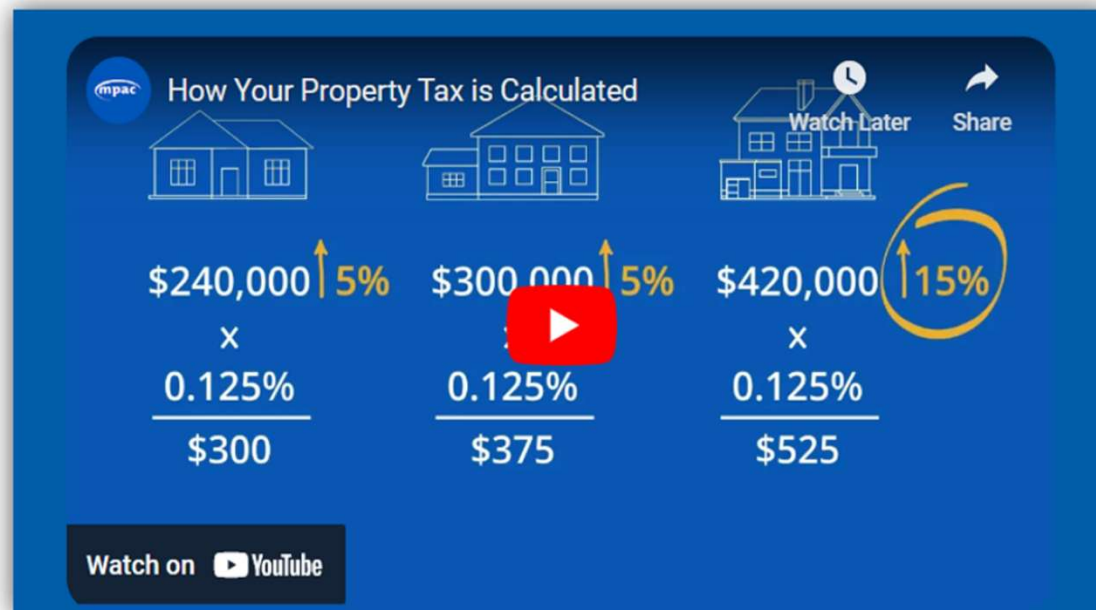 mpac
How Your Property Tax is Calculated
Watch Later
Share
$240,000 5% $300,000 5% $420,000 15%
x x
0.125% 0.125% 0.125%
$300 $375 $525
Watch on YouTube